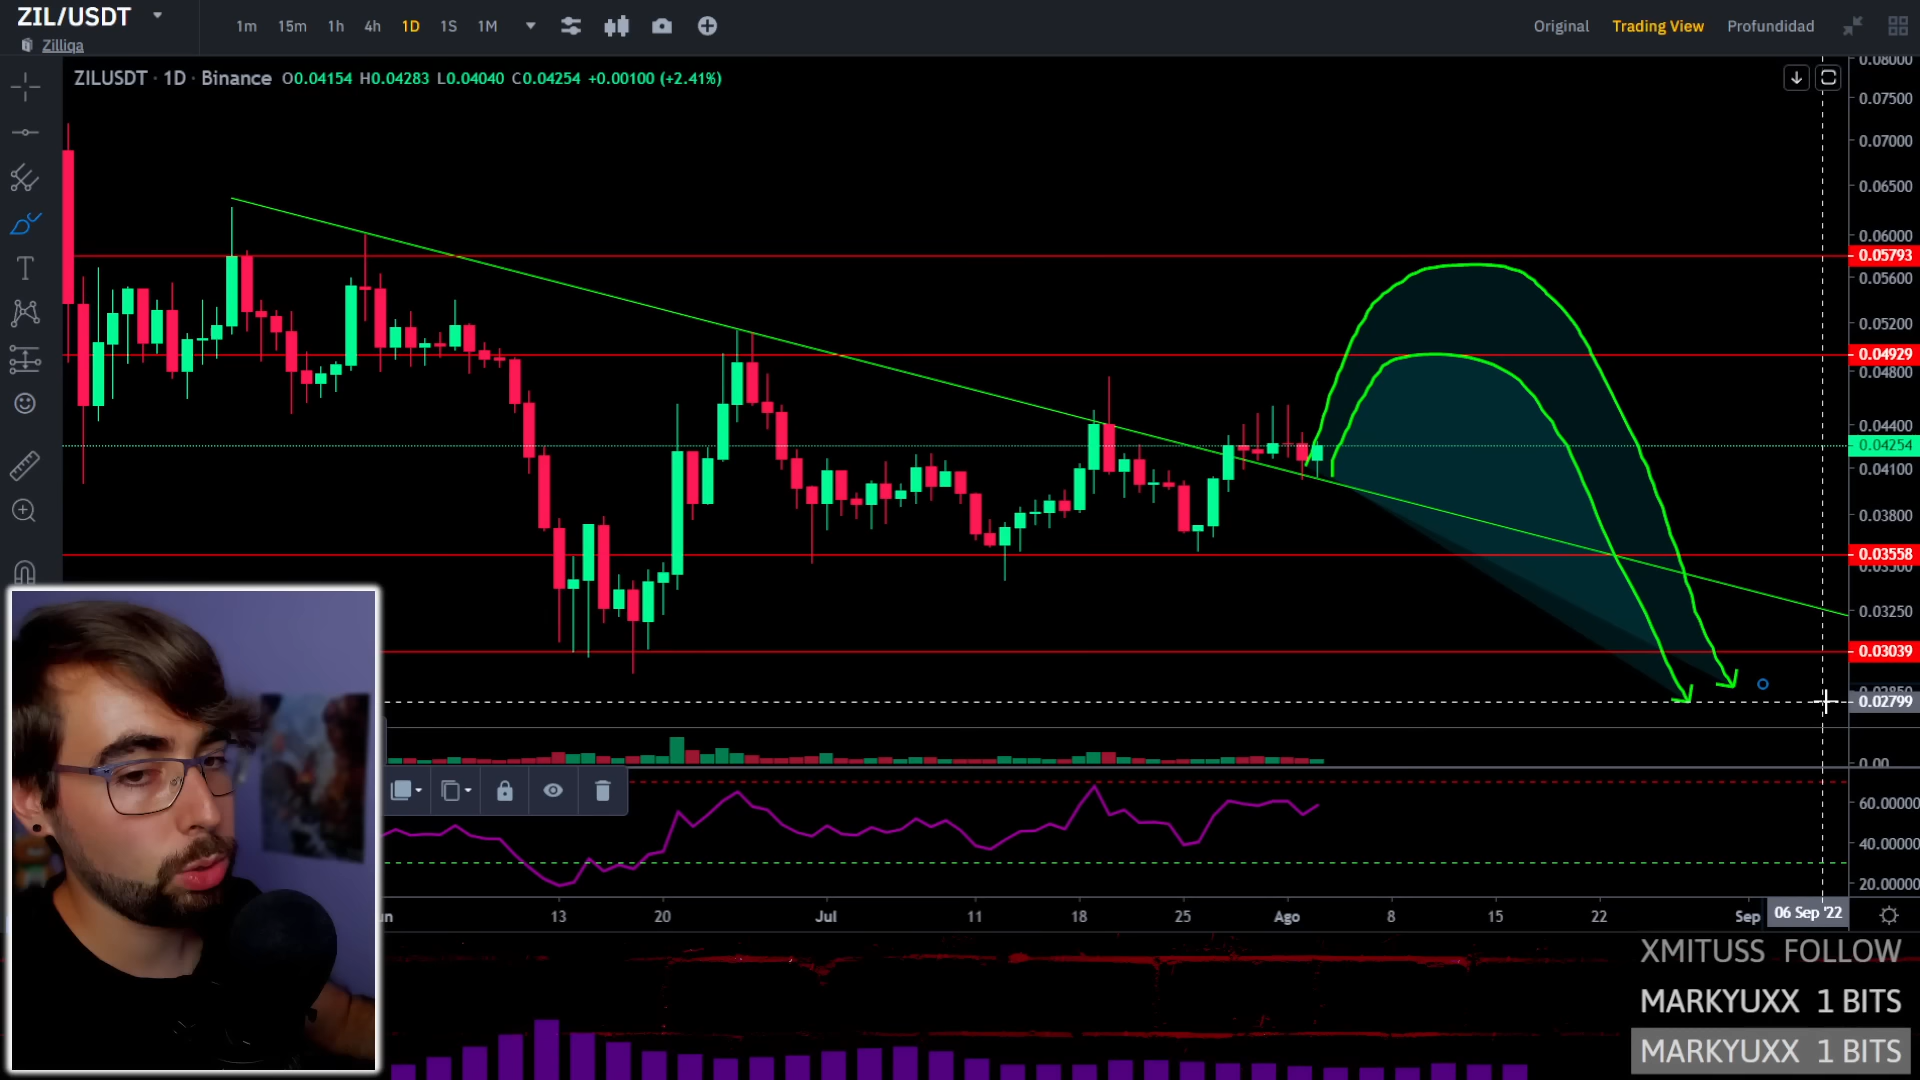 ZIL/USDT
Zilliqa
1m 15m 1h 4h 1D 1S 1M
Original Trading View Profundidad
ZILUSDT · 1D · Binance O0.04154 H0.04283 L0.04040 C0.04254 +0.00100 (+2.41%)
0.08000
0.07500
0.07000
0.06500
0.06000
0.05793
0.05600
0.05200
0.04929
0.04800
0.04400
0.04254
0.04100
0.03800
0.03558
0.03500
0.03250
0.03039
0.02850
0.02799
0.00
60.00000
40.00000
20.00000
un 13 20 Jul 11 18 25 Ago 8 15 22 Sep 06 Sep '22
XMITUSS FOLLOW
MARKYUXX 1 BITS
MARKYUXX 1 BITS